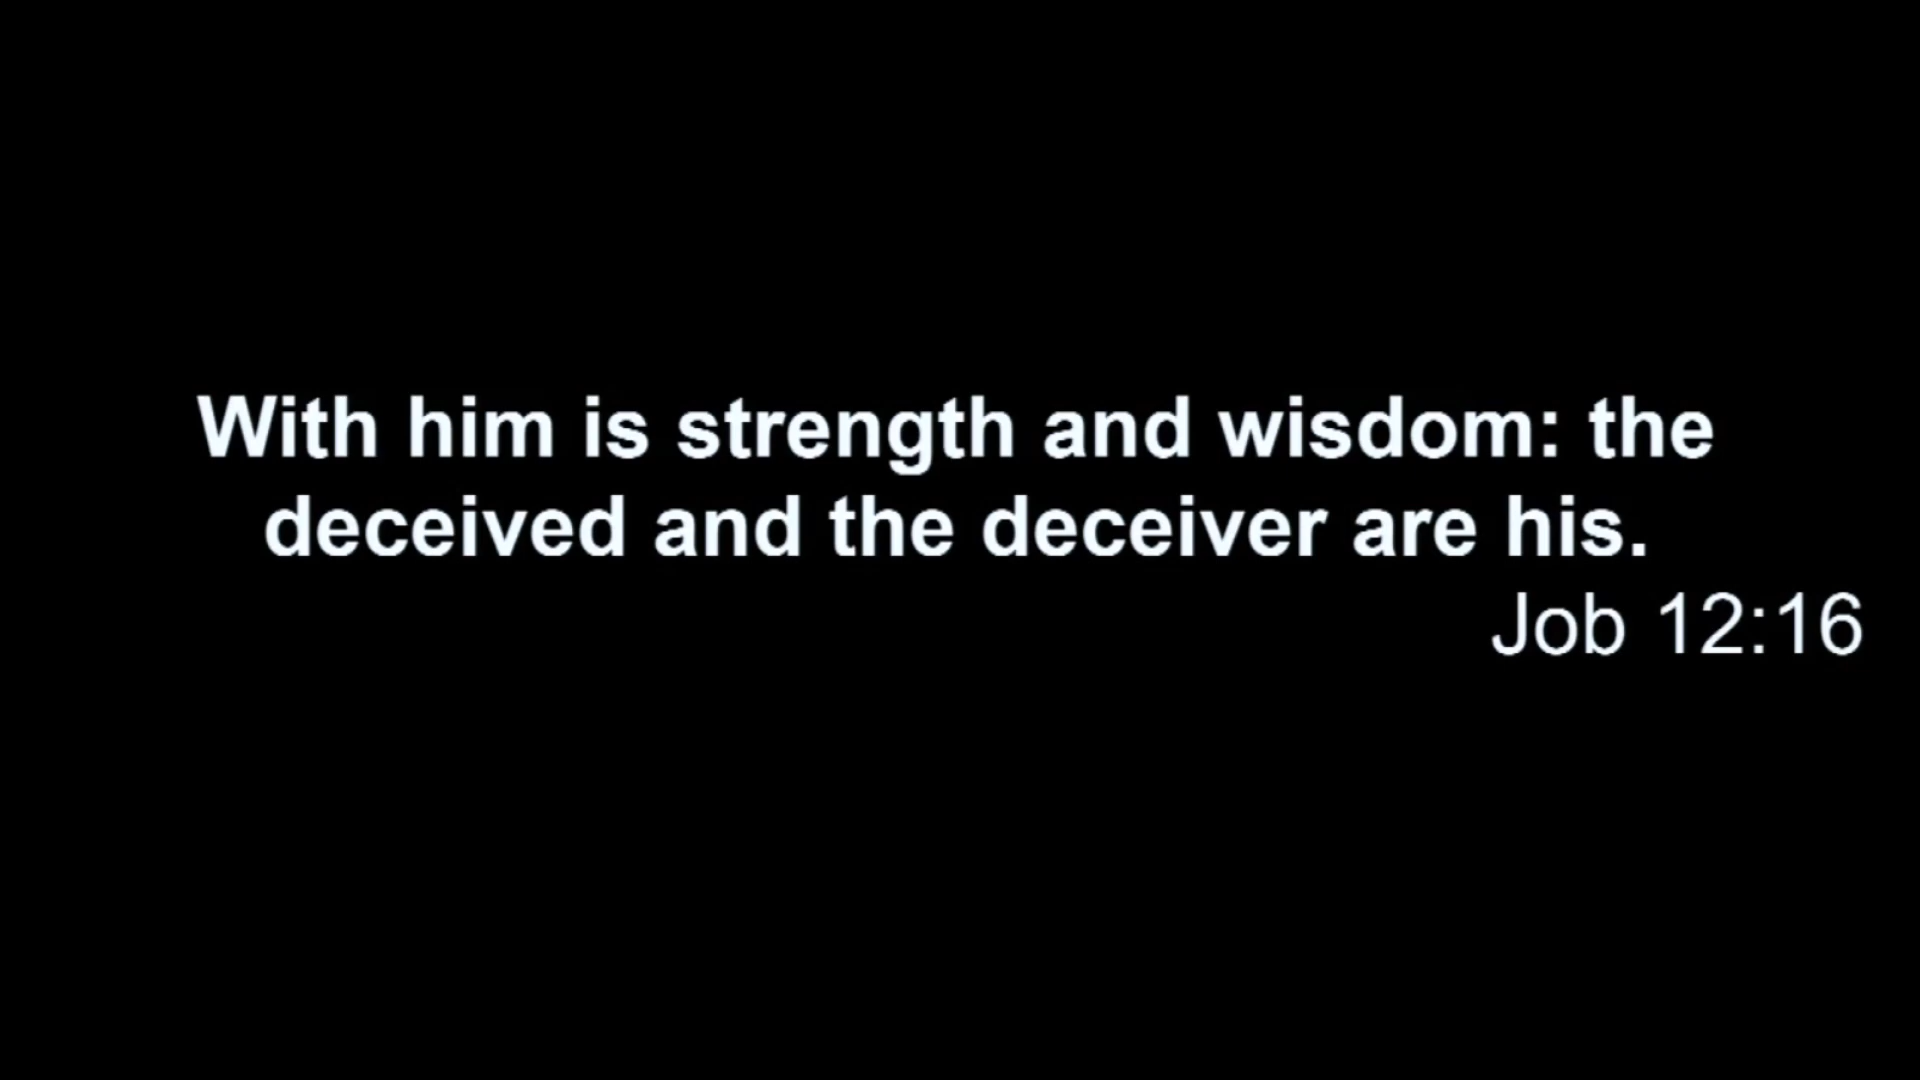 With him is strength and wisdom: the
deceived and the deceiver are his.
Job 12:16